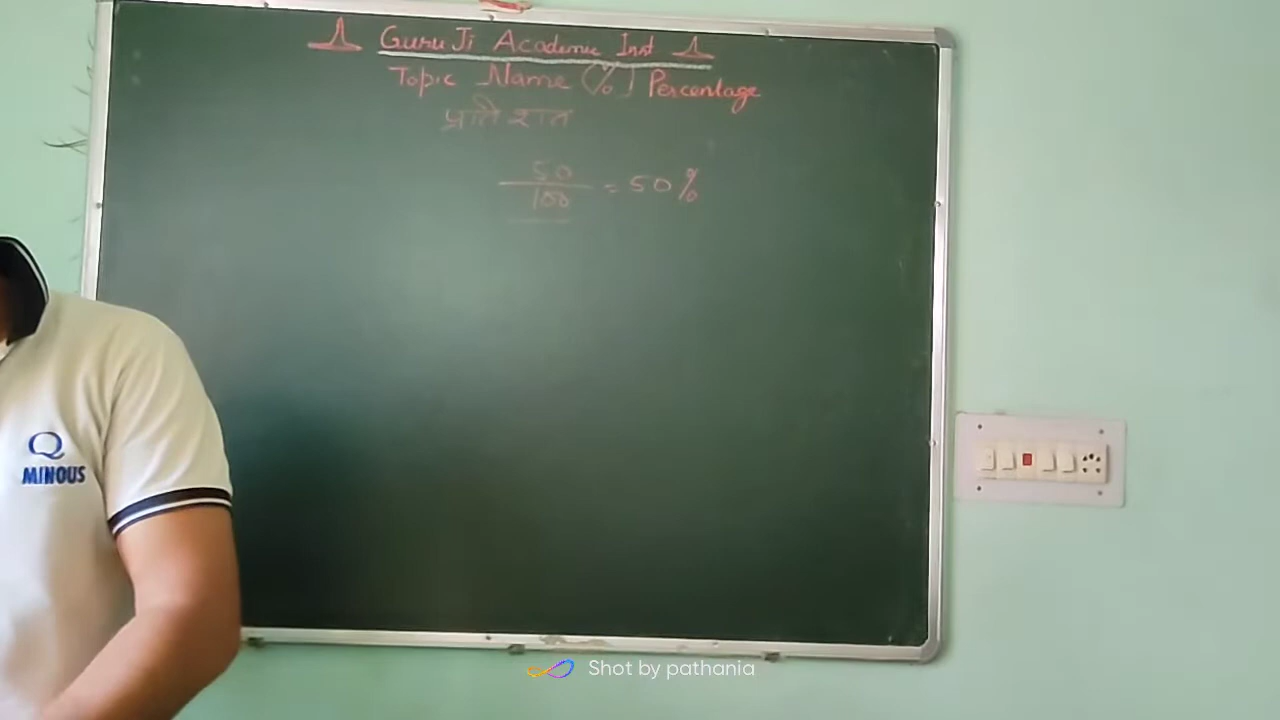 Guru Ji Academic Inst
Topic Name (%) Percentage
प्रति शत
50
100
= 50 %
Q
MINOUS
Shot by pathania